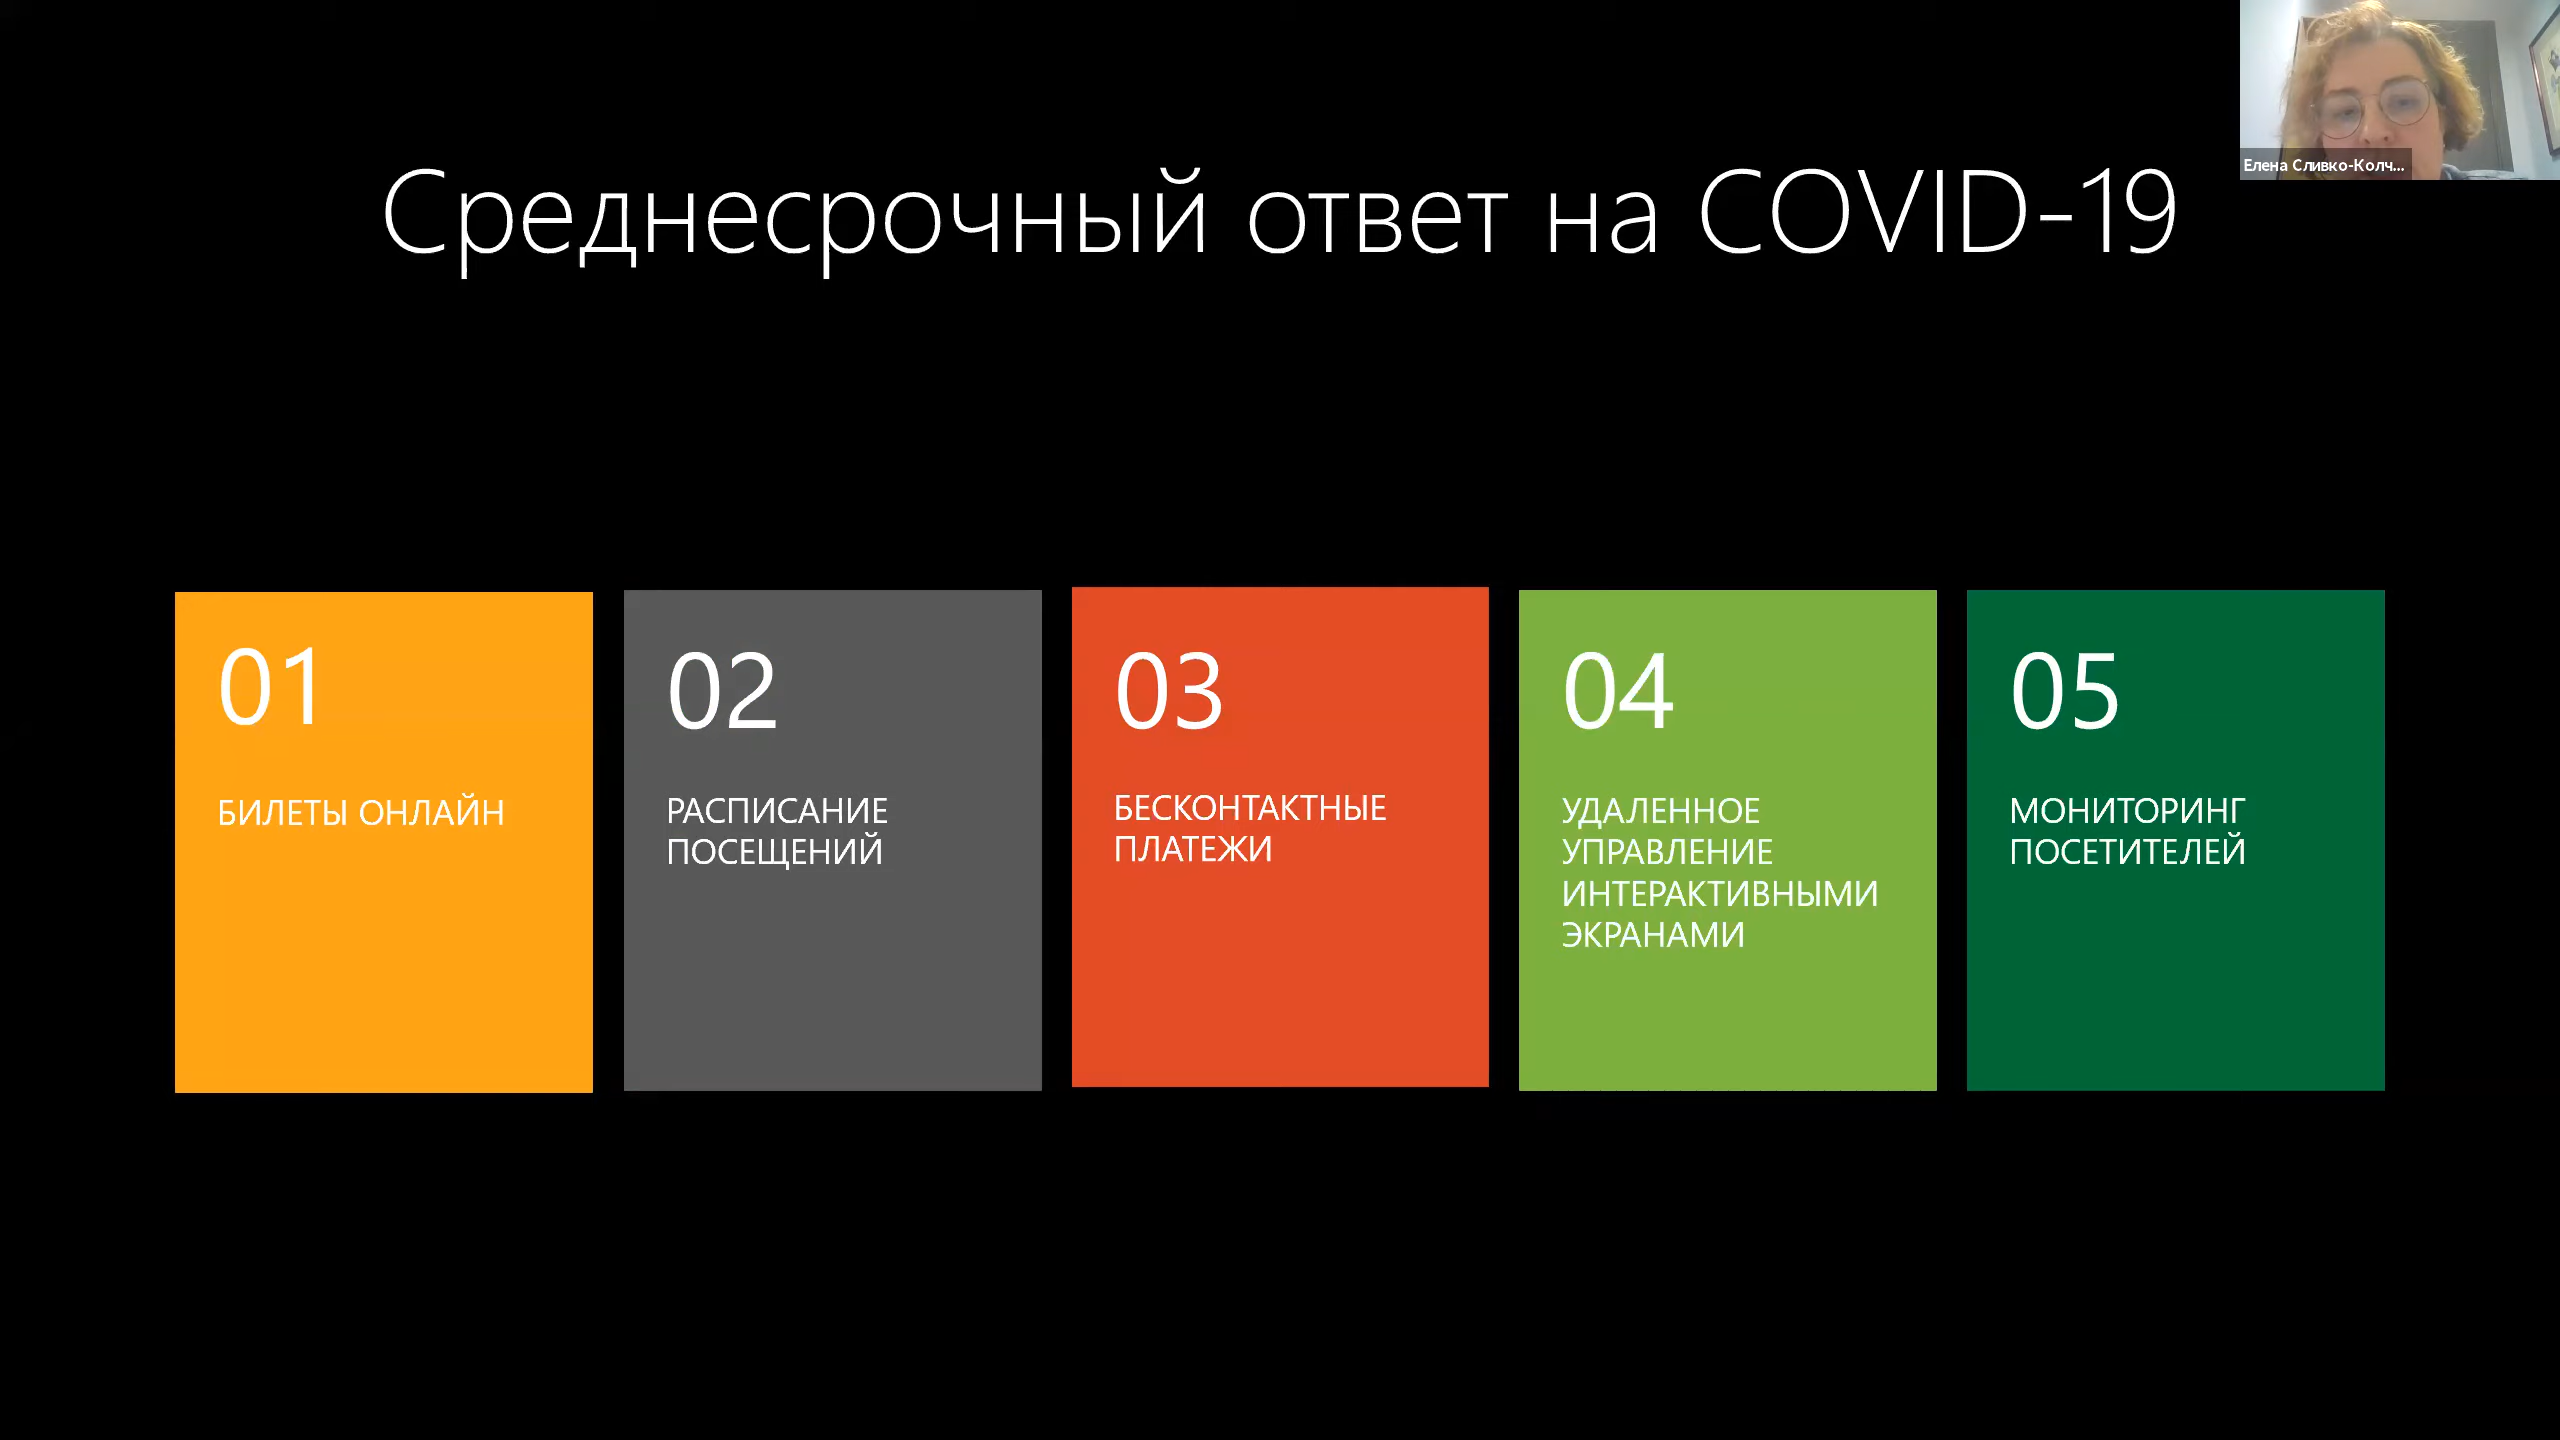 Среднесрочный ответ на COVID-19
Елена Сливко-Колч...
01
БИЛЕТЫ ОНЛАЙН
02
РАСПИСАНИЕ
ПОСЕЩЕНИЙ
03
БЕСКОНТАКТНЫЕ
ПЛАТЕЖИ
04
УДАЛЕННОЕ
УПРАВЛЕНИЕ
ИНТЕРАКТИВНЫМИ
ЭКРАНАМИ
05
МОНИТОРИНГ
ПОСЕТИТЕЛЕЙ